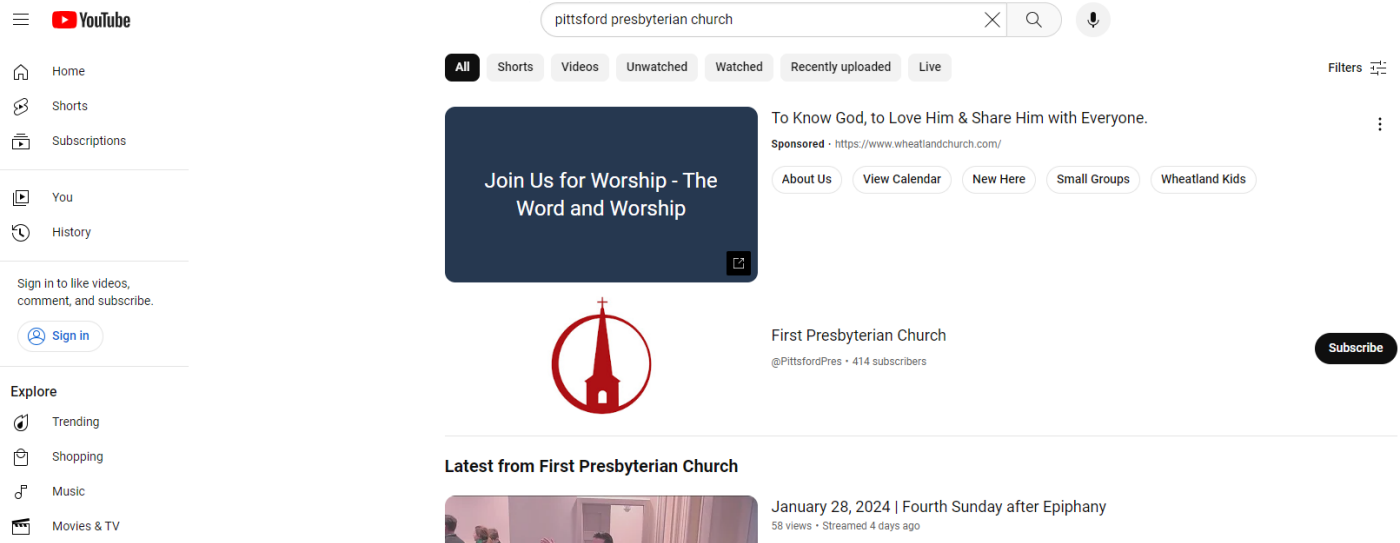 YouTube
pittsford presbyterian church
Home
Shorts
Subscriptions
You
History
Sign in to like videos,
comment, and subscribe.
Sign in
Explore
Trending
Shopping
Music
Movies & TV
All
Shorts
Videos
Unwatched
Watched
Recently uploaded
Live
Filters
Join Us for Worship - The
Word and Worship
To Know God, to Love Him & Share Him with Everyone.
Sponsored · https://www.wheatlandchurch.com/
About Us
View Calendar
New Here
Small Groups
Wheatland Kids
First Presbyterian Church
@PittsfordPres • 414 subscribers
Subscribe
Latest from First Presbyterian Church
January 28, 2024 | Fourth Sunday after Epiphany
58 views • Streamed 4 days ago